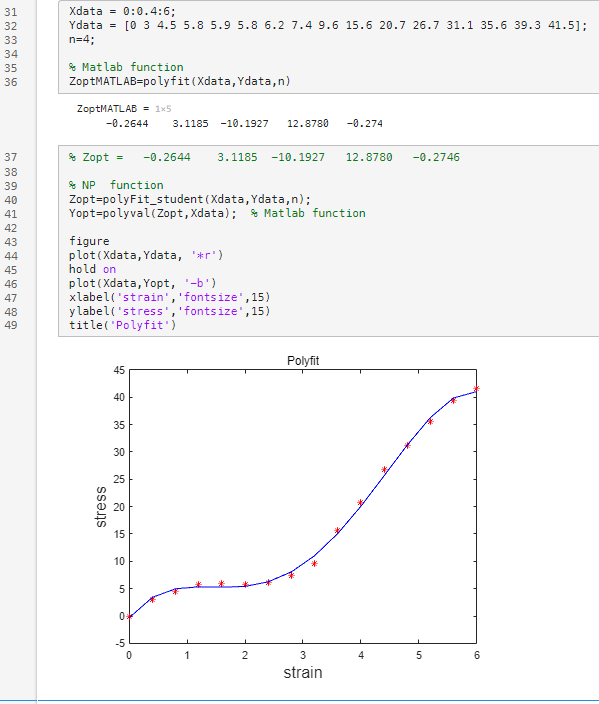 31 Xdata = 0:0.4:6;
32 Ydata = [0 3 4.5 5.8 5.9 5.8 6.2 7.4 9.6 15.6 20.7 26.7 31.1 35.6 39.3 41.5];
33 n=4;
34
35 % Matlab function
36 ZoptMATLAB=polyfit(Xdata,Ydata,n)
ZoptMATLAB = 1×5
-0.2644 3.1185 -10.1927 12.8780 -0.274
37 % Zopt = -0.2644 3.1185 -10.1927 12.8780 -0.2746
38
39 % NP function
40 Zopt=polyFit_student(Xdata,Ydata,n);
41 Yopt=polyval(Zopt,Xdata); % Matlab function
42
43 figure
44 plot(Xdata,Ydata, '*r')
45 hold on
46 plot(Xdata,Yopt, '-b')
47 xlabel('strain','fontsize',15)
48 ylabel('stress','fontsize',15)
49 title('Polyfit')
Polyfit
45
40
35
30
25
20
15
10
5
0
-5
stress
0 1 2 3 4 5 6
strain